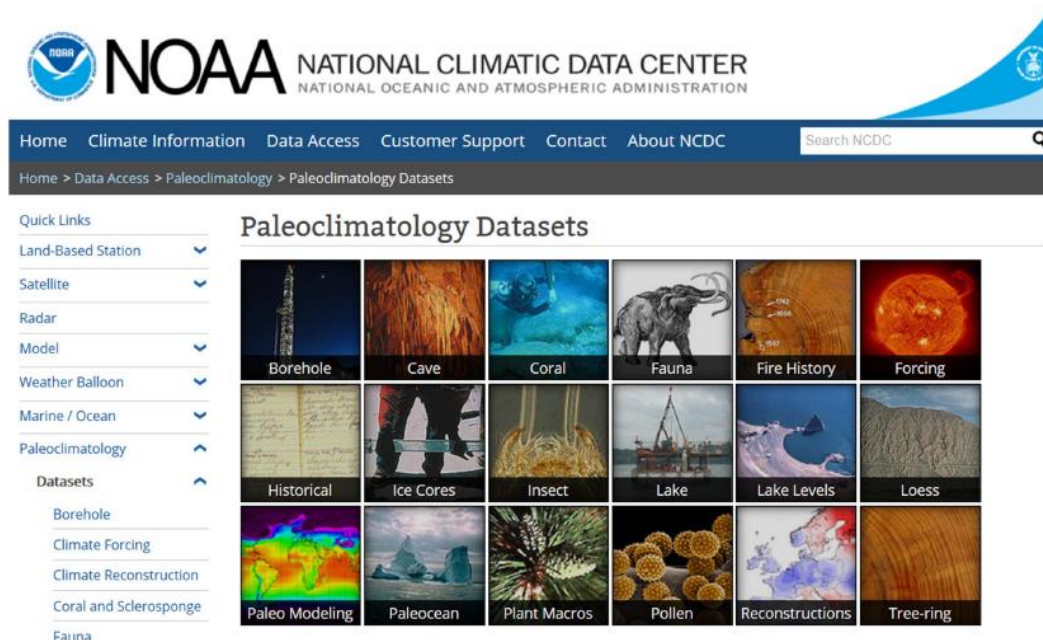 NOAA
NOAA NATIONAL CLIMATIC DATA CENTER
NATIONAL OCEANIC AND ATMOSPHERIC ADMINISTRATION
Home Climate Information Data Access Customer Support Contact About NCDC Search NCDC
Home > Data Access > Paleoclimatology > Paleoclimatology Datasets
Quick Links
Land-Based Station
Satellite
Radar
Model
Weather Balloon
Marine / Ocean
Paleoclimatology
Datasets
Borehole
Climate Forcing
Climate Reconstruction
Coral and Sclerosponge
Fauna
Paleoclimatology Datasets
Borehole Cave Coral Fauna Fire History Forcing
Historical Ice Cores Insect Lake Lake Levels Loess
Paleo Modeling Paleocean Plant Macros Pollen Reconstructions Tree-ring